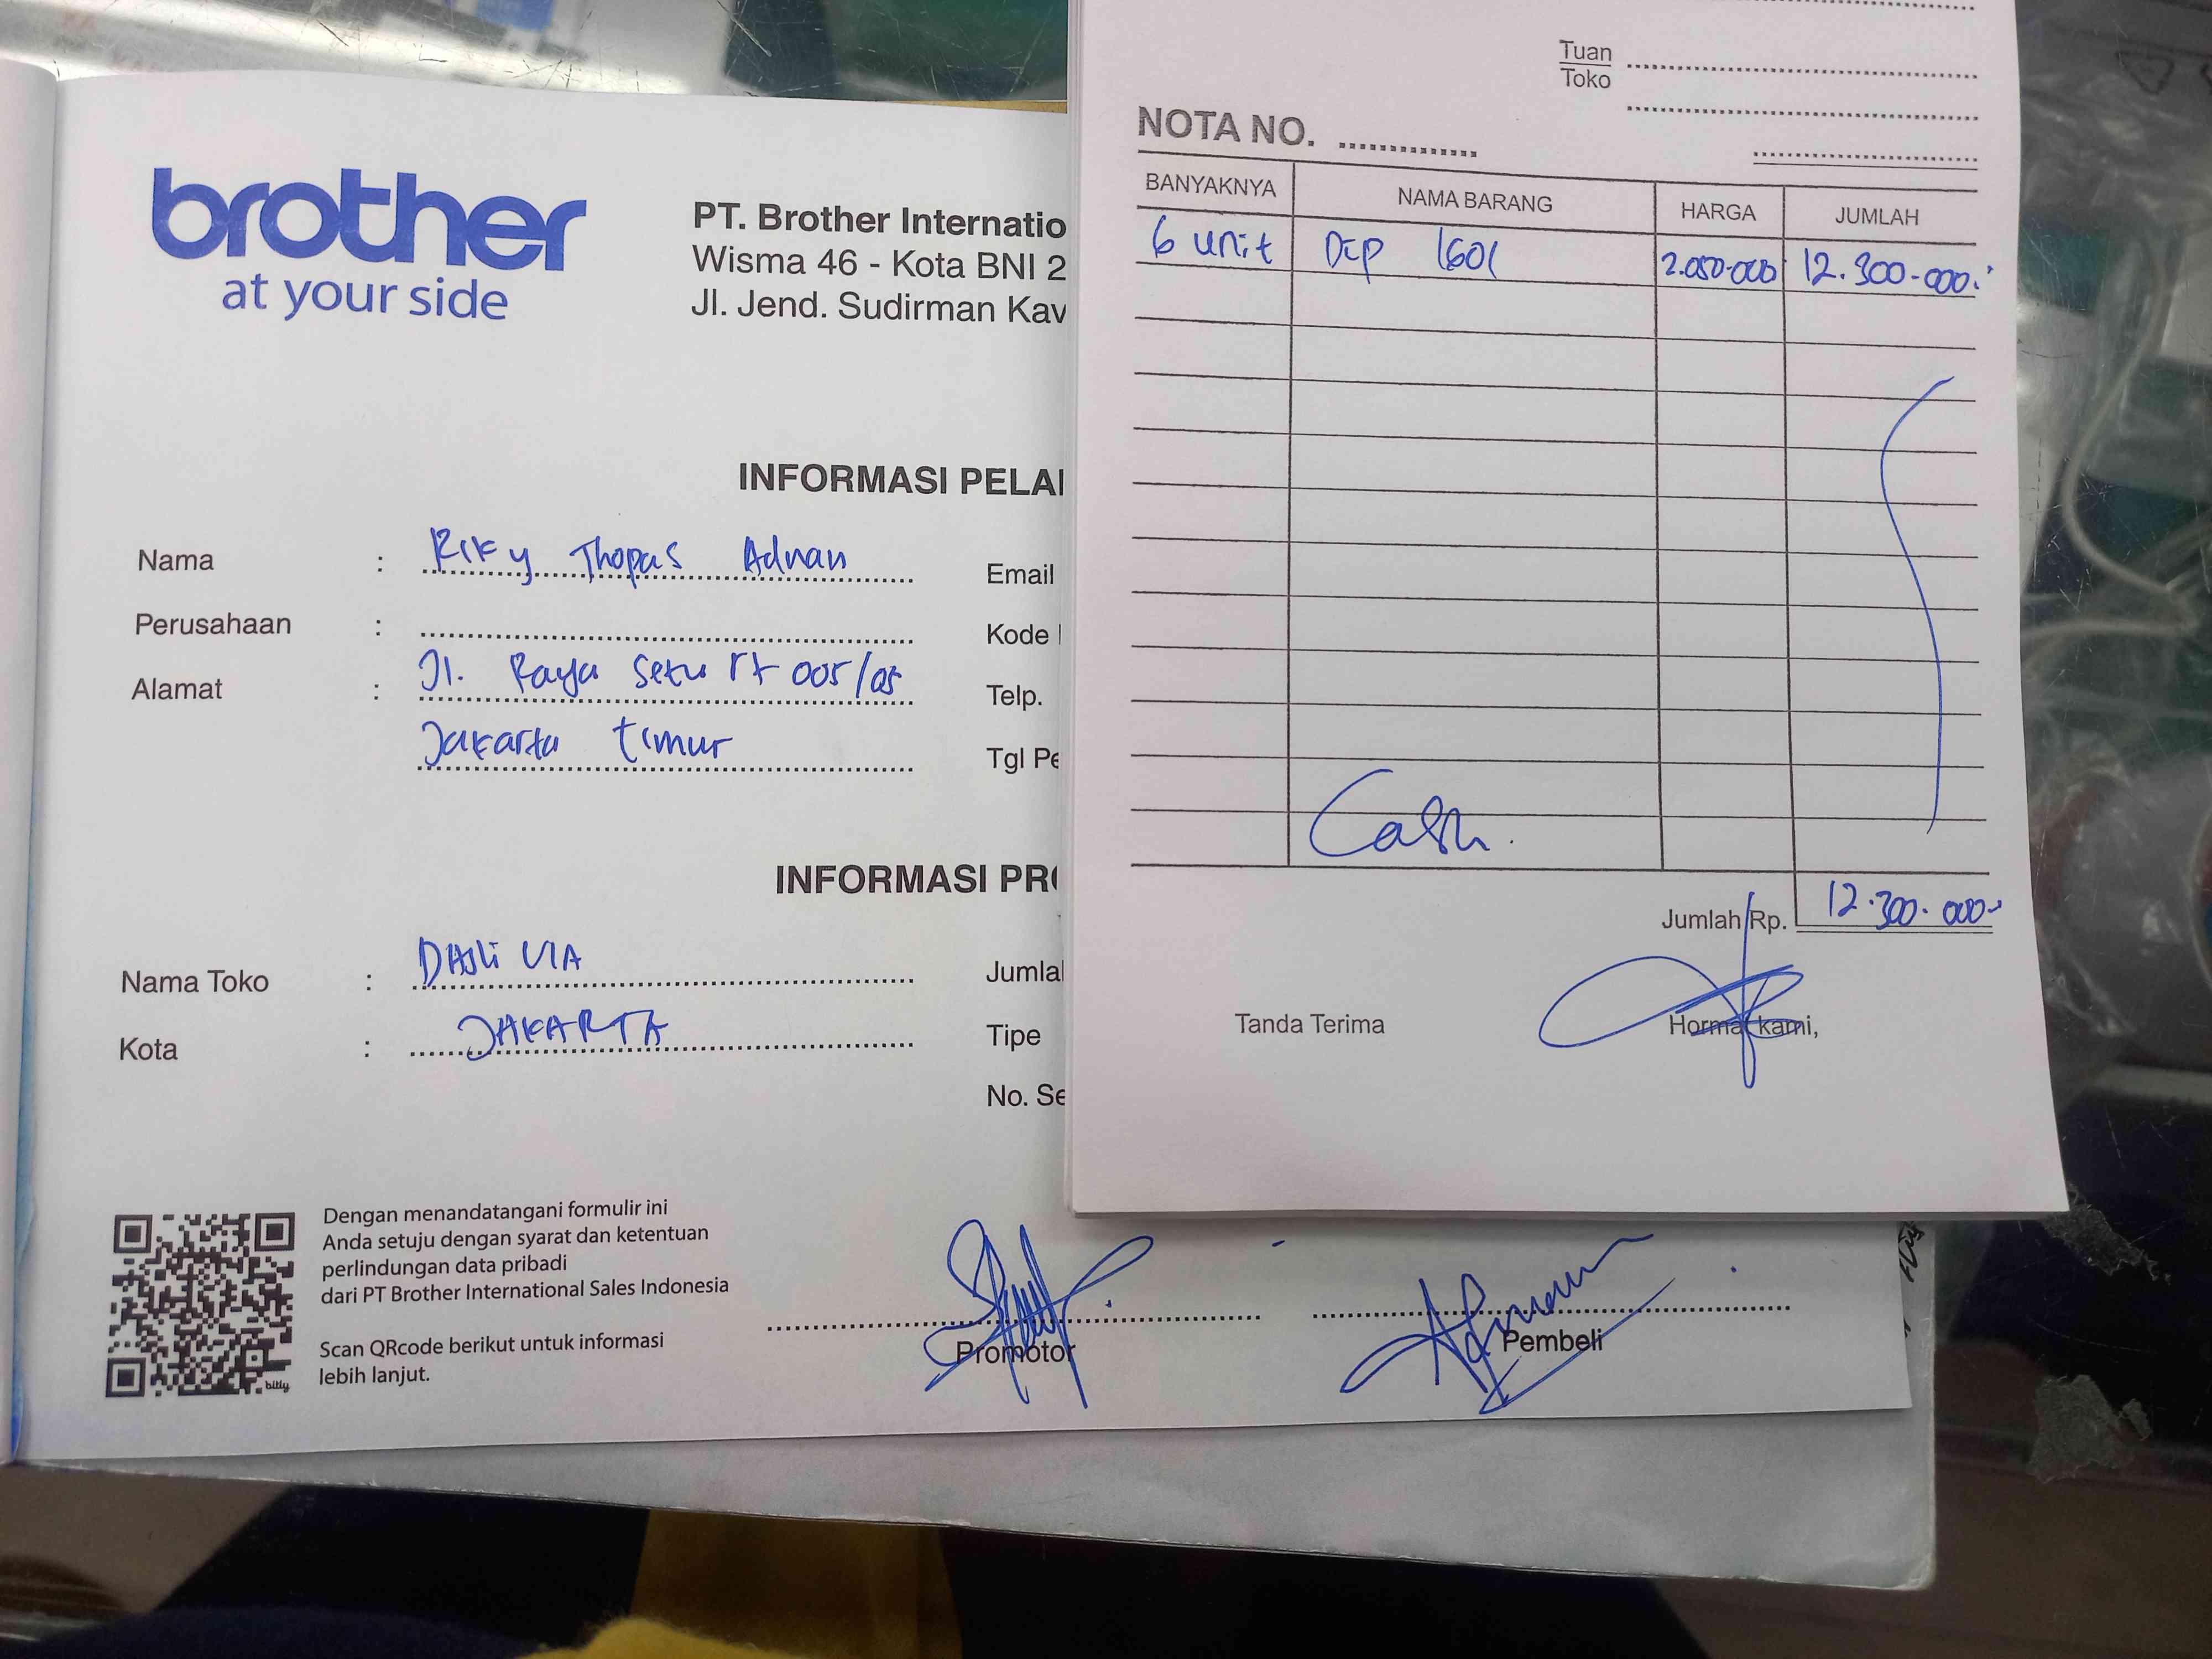 brother
at your side
PT. Brother Internatio
Wisma 46 - Kota BNI 2
Jl. Jend. Sudirman Kav
INFORMASI PELA
Nama : Riky Thopas Adnan
Email
Perusahaan :
Kode
Alamat : Jl. Raya Setu rt 005/05
Telp.
Jakarta timur
Tgl Pe
INFORMASI PR
Nama Toko :
Jumla
Kota : JAKARTA
Tipe
No. Se
Dengan menandatangani formulir ini
Anda setuju dengan syarat dan ketentuan
perlindungan data pribadi
dari PT Brother International Sales Indonesia
Scan QRcode berikut untuk informasi
lebih lanjut.
bitly
Promotor
Pembeli
Tuan
Toko
NOTA NO.
BANYAKNYA NAMA BARANG HARGA JUMLAH
6 unit DCP 1601 2.050.000 12.300.000.
Cash.
Jumlah Rp. 12.300.000
Tanda Terima
Hormat kami,